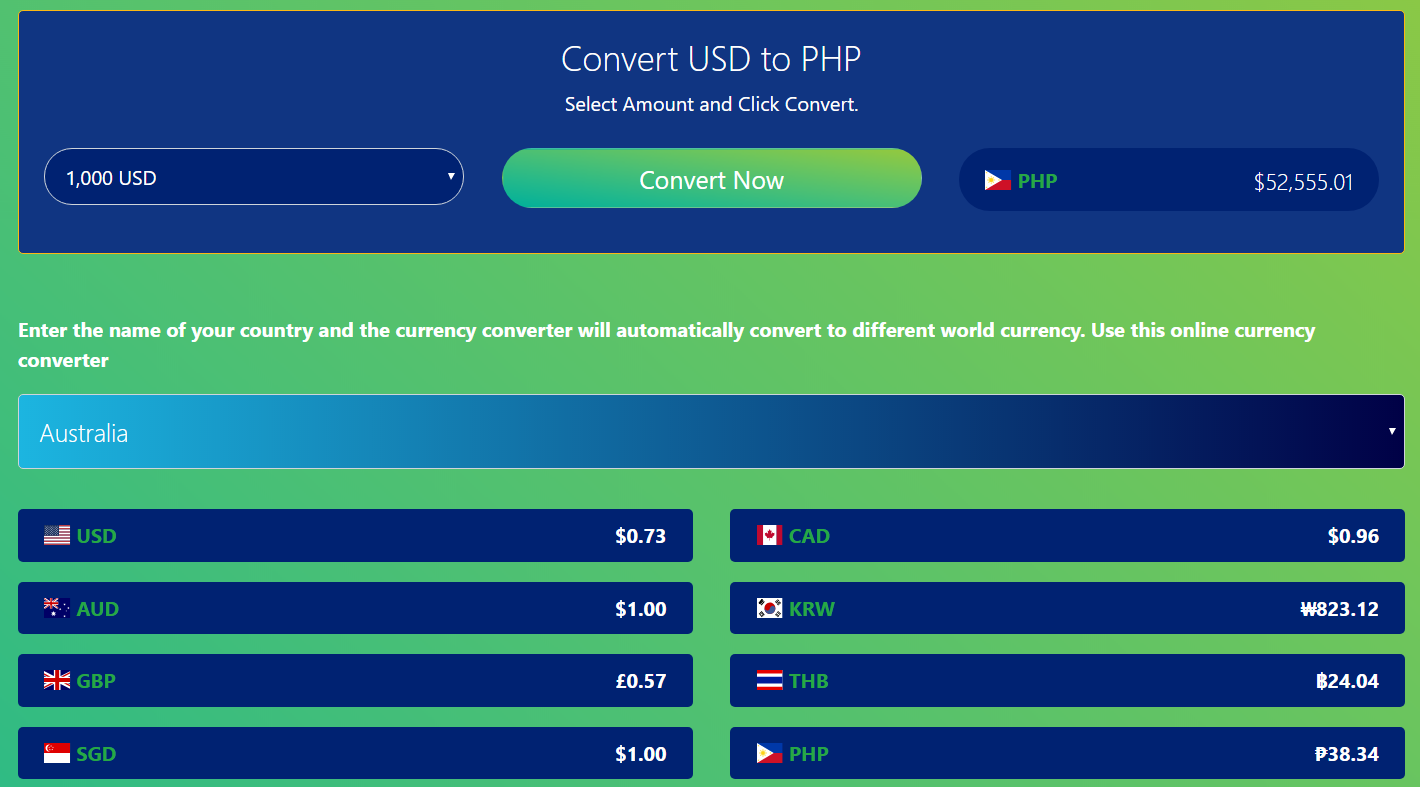 Convert USD to PHP
Select Amount and Click Convert.
1,000 USD
Convert Now
PHP
$52,555.01
Enter the name of your country and the currency converter will automatically convert to different world currency. Use this online currency
converter
Australia
USD $0.73
CAD $0.96
AUD $1.00
KRW ₩823.12
GBP £0.57
THB ฿24.04
SGD $1.00
PHP ₱38.34